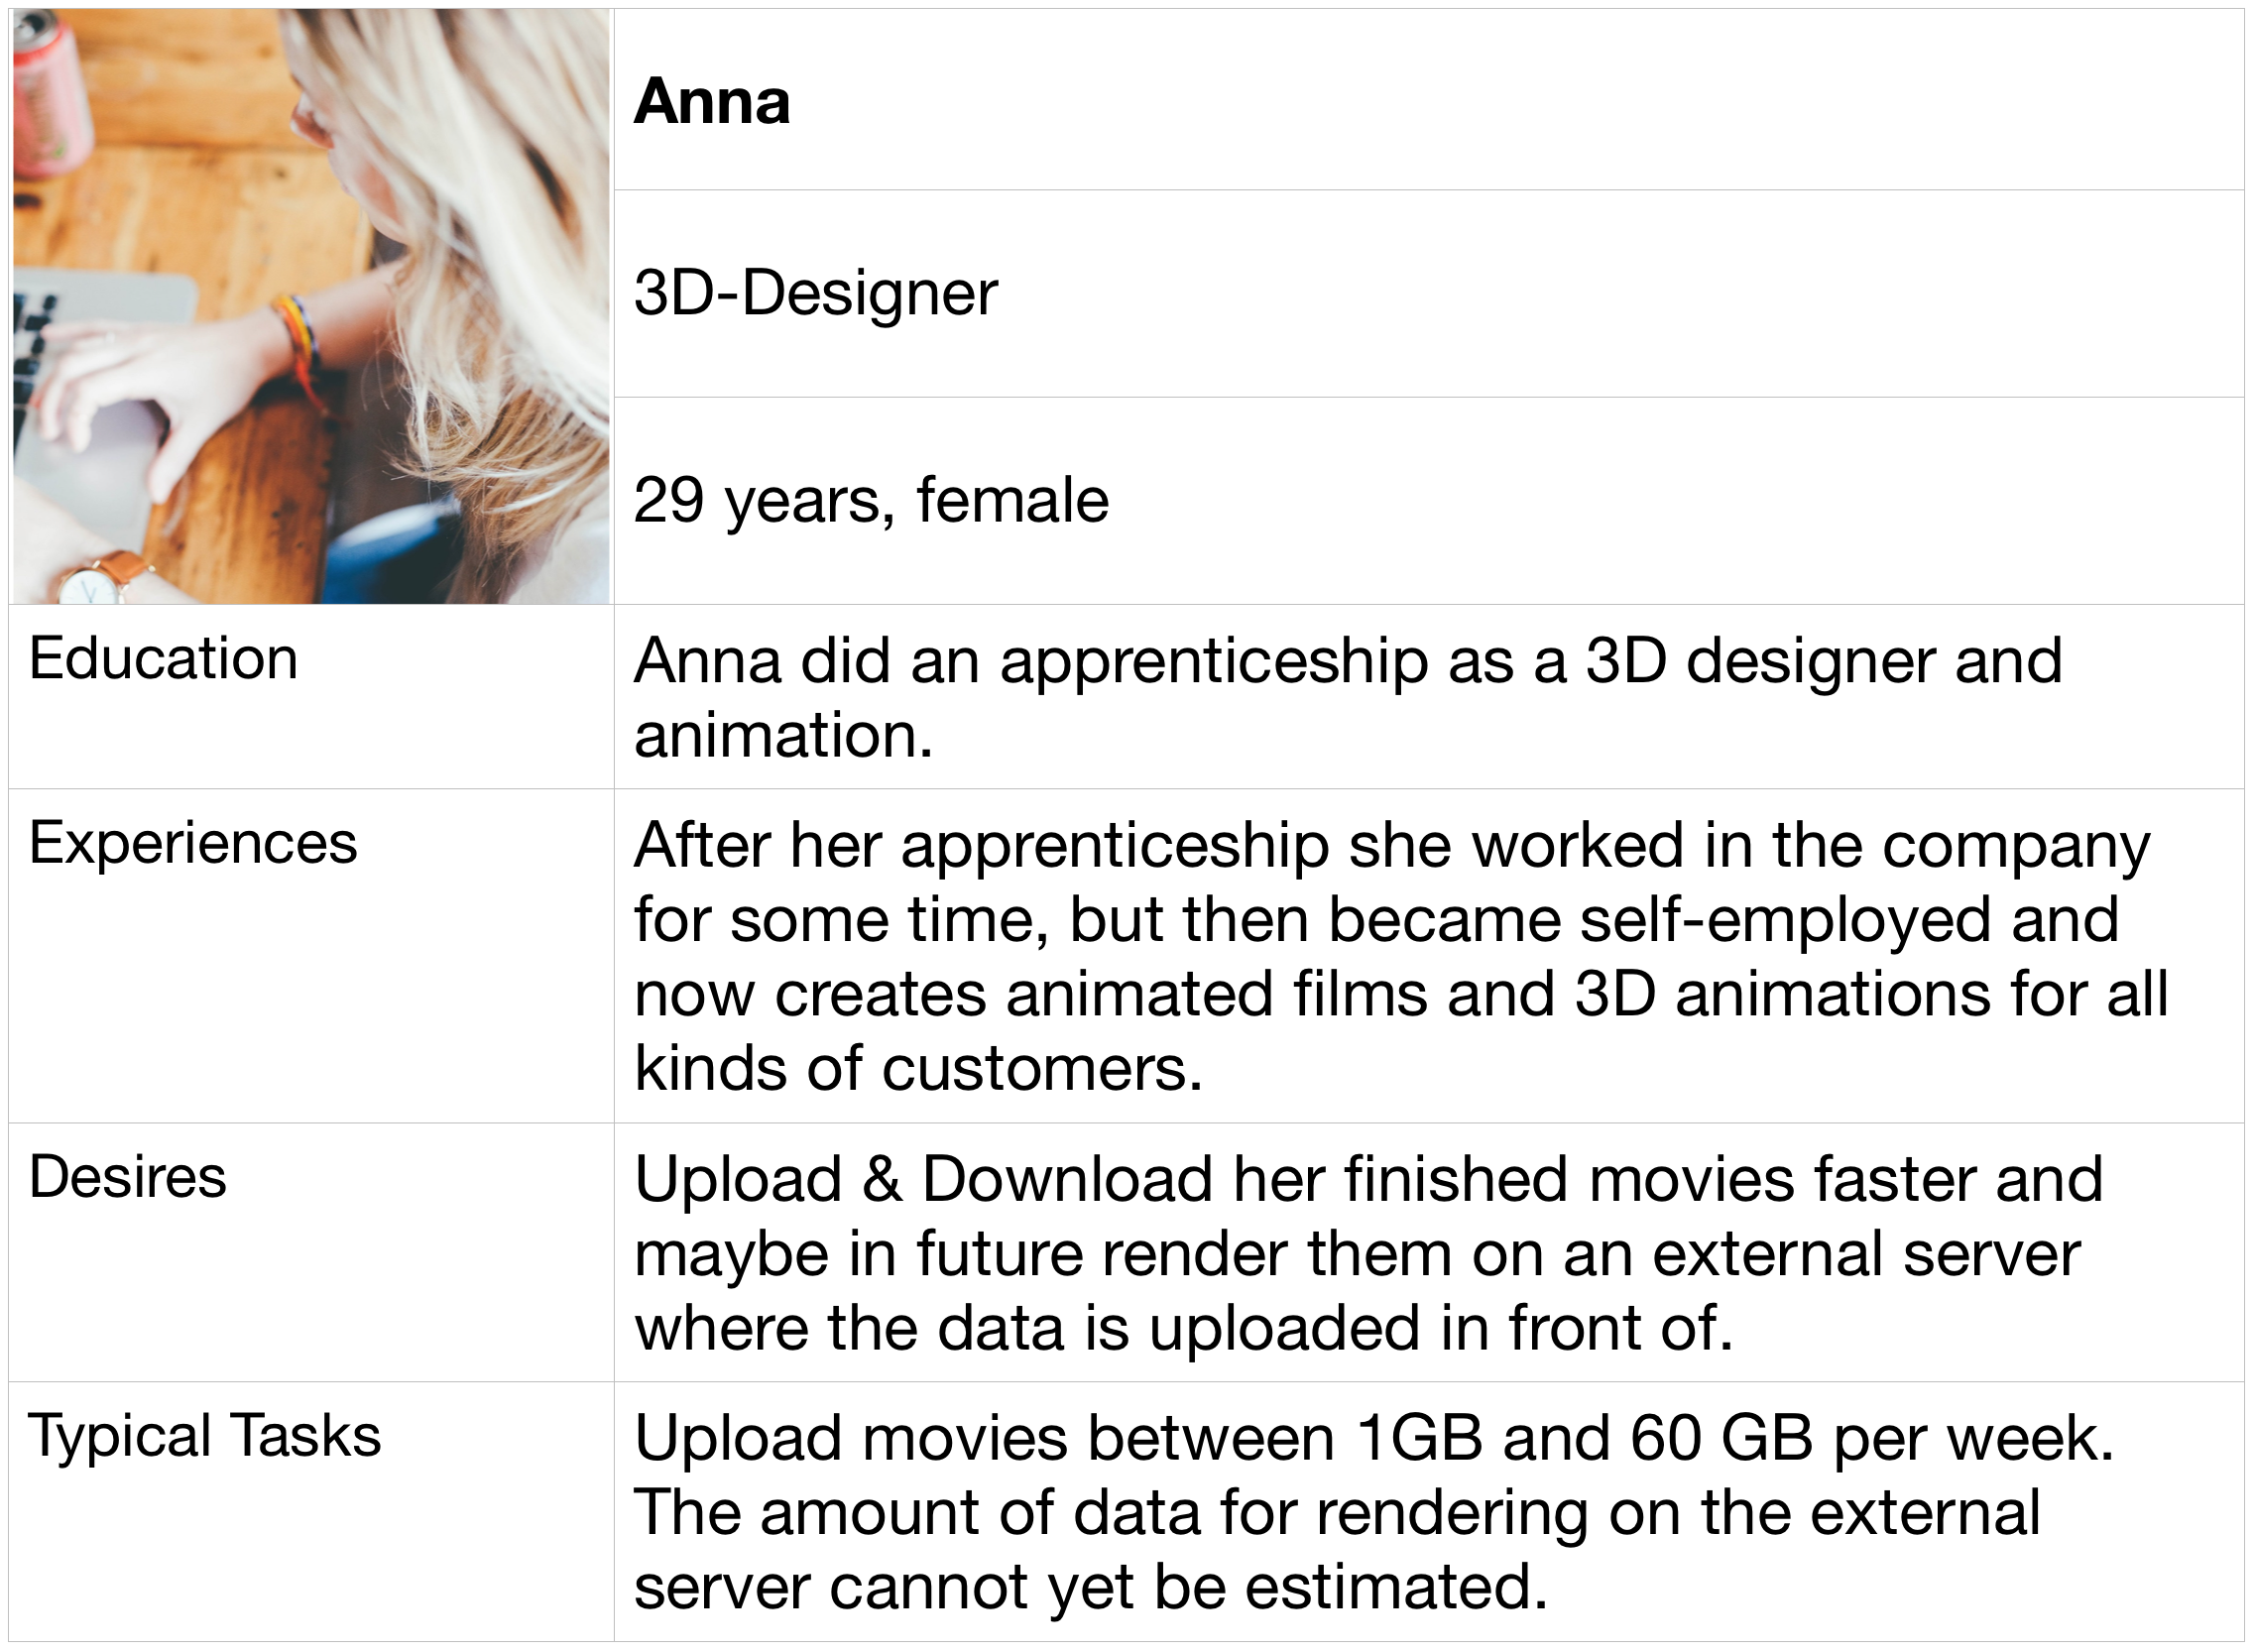 Anna
3D-Designer
29 years, female
Education
Anna did an apprenticeship as a 3D designer and
animation.
Experiences
After her apprenticeship she worked in the company
for some time, but then became self-employed and
now creates animated films and 3D animations for all
kinds of customers.
Desires
Upload & Download her finished movies faster and
maybe in future render them on an external server
where the data is uploaded in front of.
Typical Tasks
Upload movies between 1GB and 60 GB per week.
The amount of data for rendering on the external
server cannot yet be estimated.